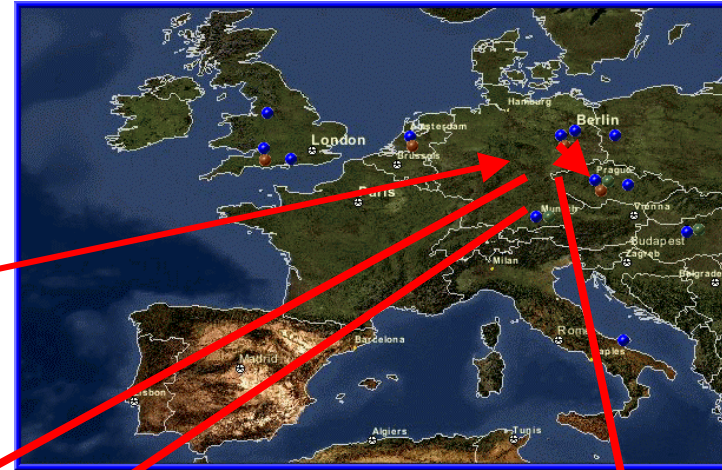 Hamburg
Berlin
Amsterdam
London
Brussels
Prague
Paris
Munich
Vienna
Budapest
Zagreb
Milan
Belgrade
Rome
Barcelona
Naples
Madrid
Lisbon
Algiers
Tunis